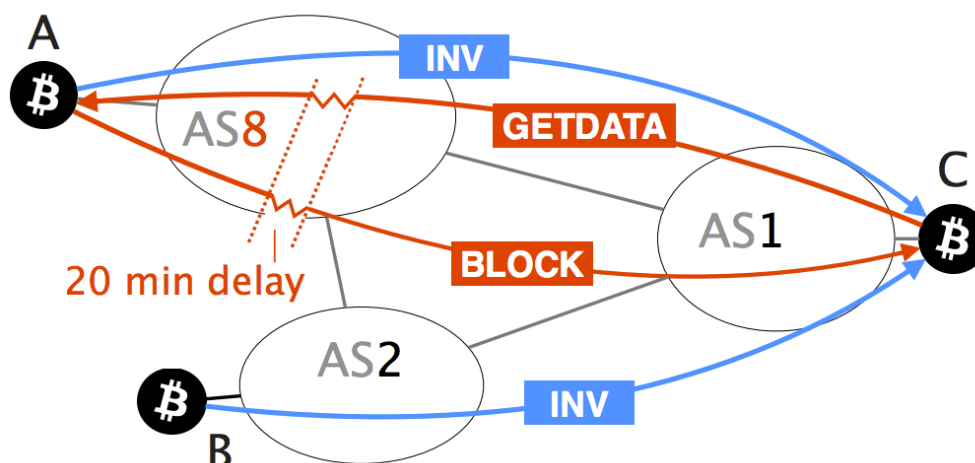 A
INV
AS8
GETDATA
C
AS1
BLOCK
20 min delay
AS2
INV
B